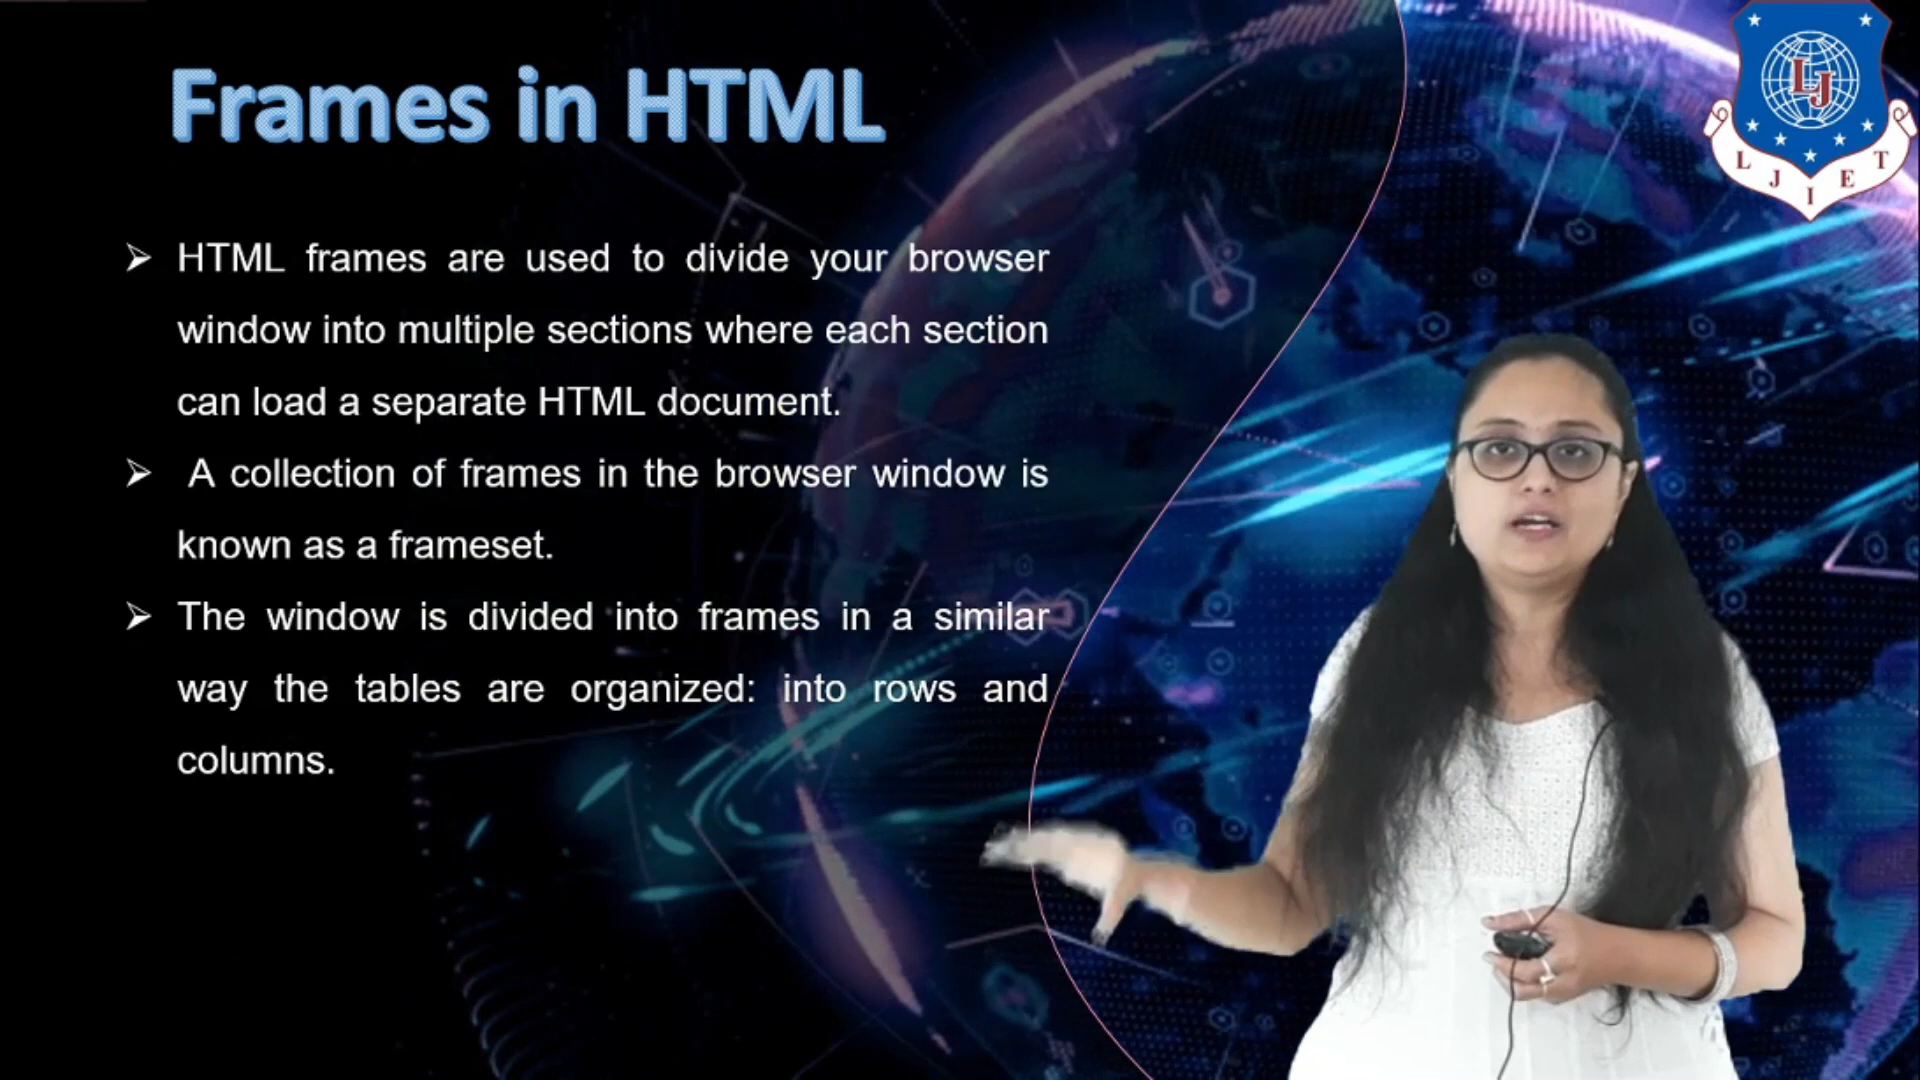 Frames in HTML
LJ
L J I E T
➢ HTML frames are used to divide your browser
window into multiple sections where each section
can load a separate HTML document.
➢ A collection of frames in the browser window is
known as a frameset.
➢ The window is divided into frames in a similar
way the tables are organized: into rows and
columns.